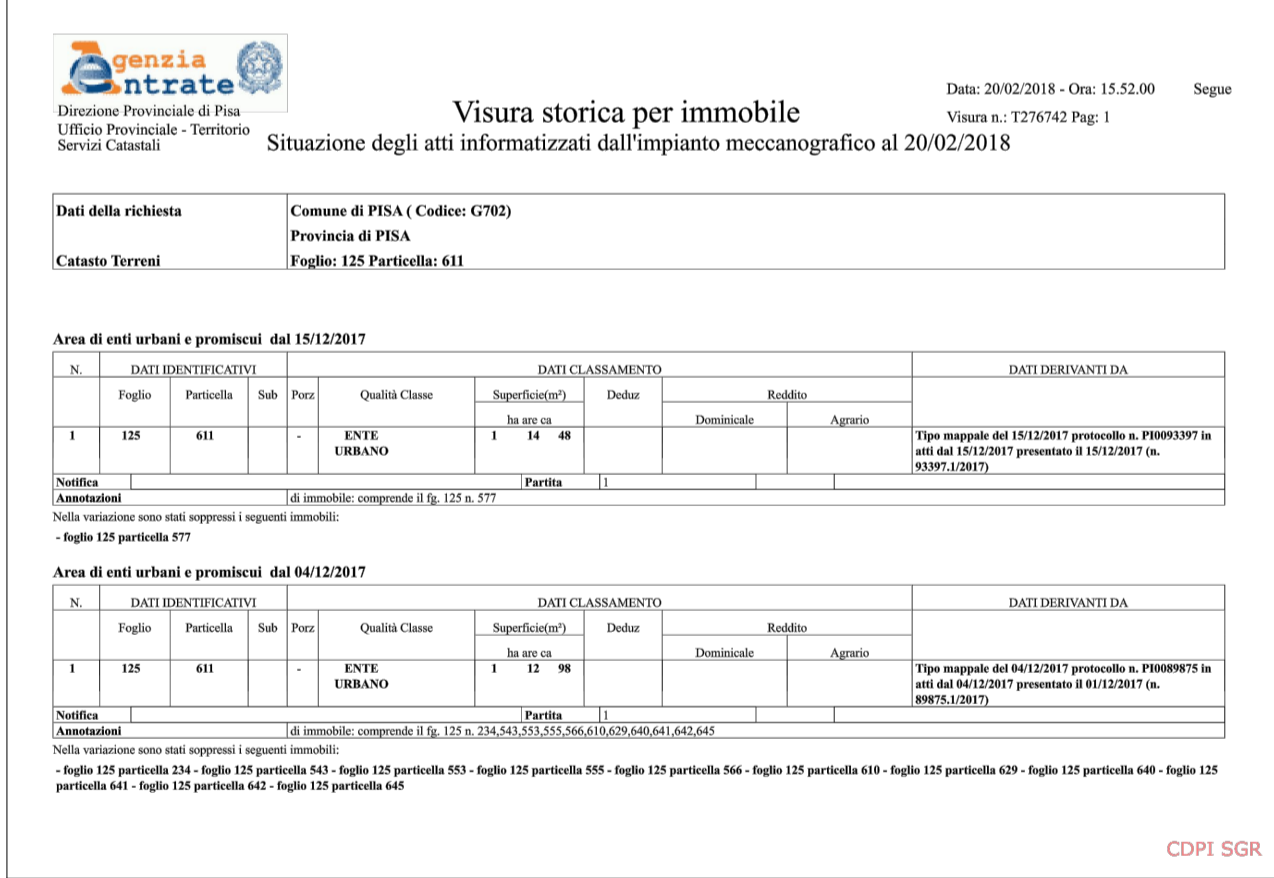 Agenzia
Entrate
Direzione Provinciale di Pisa
Ufficio Provinciale - Territorio
Servizi Catastali
Visura storica per immobile
Situazione degli atti informatizzati dall'impianto meccanografico al 20/02/2018
Data: 20/02/2018 - Ora: 15.52.00 Segue
Visura n.: T276742 Pag: 1
Dati della richiesta Comune di PISA ( Codice: G702)
Provincia di PISA
Catasto Terreni Foglio: 125 Particella: 611
Area di enti urbani e promiscui dal 15/12/2017
N. DATI IDENTIFICATIVI DATI CLASSAMENTO DATI DERIVANTI DA
Foglio Particella Sub Porz Qualità Classe Superficie(m²) Deduz Reddito
ha are ca Dominicale Agrario
1 125 611 - ENTE 1 14 48 Tipo mappale del 15/12/2017 protocollo n. PI0093397 in
URBANO atti dal 15/12/2017 presentato il 15/12/2017 (n.
93397.1/2017)
Notifica Partita 1
Annotazioni di immobile: comprende il fg. 125 n. 577
Nella variazione sono stati soppressi i seguenti immobili:
- foglio 125 particella 577
Area di enti urbani e promiscui dal 04/12/2017
N. DATI IDENTIFICATIVI DATI CLASSAMENTO DATI DERIVANTI DA
Foglio Particella Sub Porz Qualità Classe Superficie(m²) Deduz Reddito
ha are ca Dominicale Agrario
1 125 611 - ENTE 1 12 98 Tipo mappale del 04/12/2017 protocollo n. PI0089875 in
URBANO atti dal 04/12/2017 presentato il 01/12/2017 (n.
89875.1/2017)
Notifica Partita 1
Annotazioni di immobile: comprende il fg. 125 n. 234,543,553,555,566,610,629,640,641,642,645
Nella variazione sono stati soppressi i seguenti immobili:
- foglio 125 particella 234 - foglio 125 particella 543 - foglio 125 particella 553 - foglio 125 particella 555 - foglio 125 particella 566 - foglio 125 particella 610 - foglio 125 particella 629 - foglio 125 particella 640 - foglio 125
particella 641 - foglio 125 particella 642 - foglio 125 particella 645
CDPI SGR